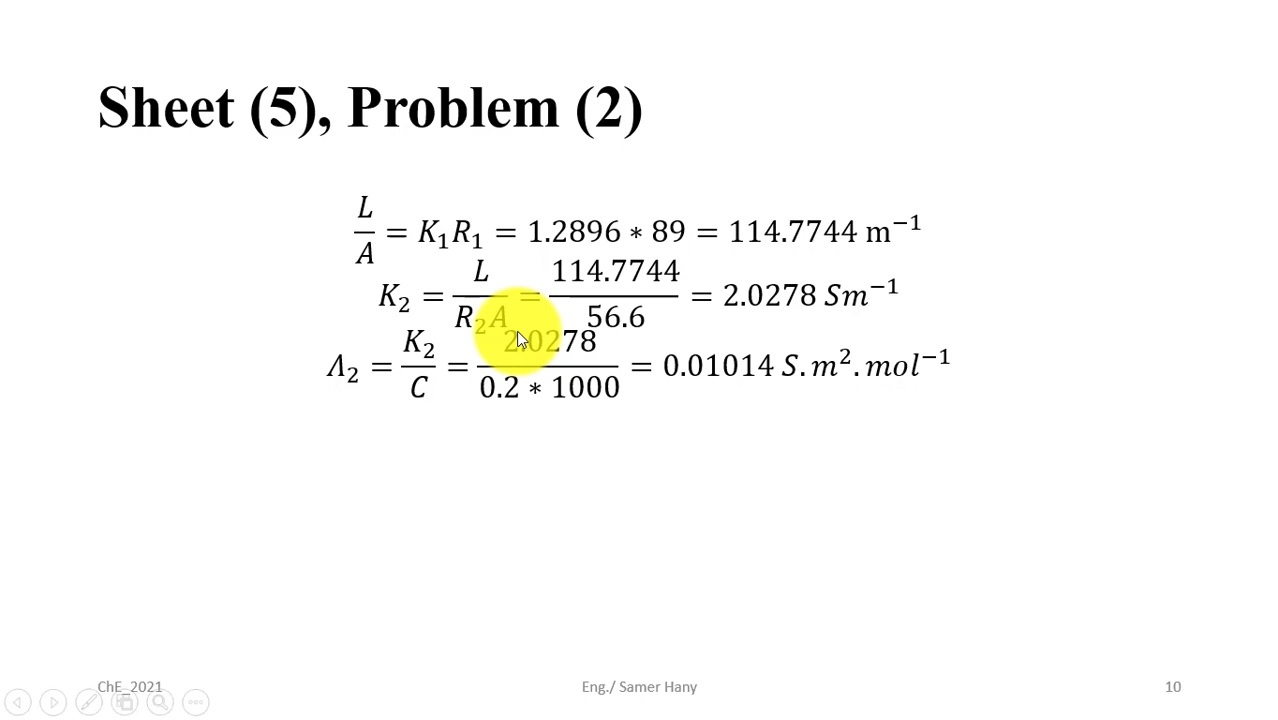 Sheet (5), Problem (2)
L/A = K₁R₁ = 1.2896 ∗ 89 = 114.7744 m⁻¹
K₂ = L/(R₂A) = 114.7744/56.6 = 2.0278 Sm⁻¹
Λ₂ = K₂/C = 2.0278/(0.2 ∗ 1000) = 0.01014 S.m².mol⁻¹
ChE_2021 Eng./ Samer Hany 10